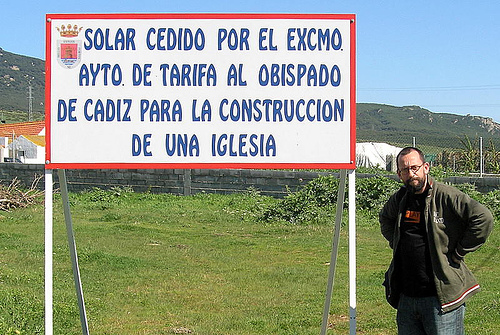 SOLAR CEDIDO POR EL EXCMO.
AYTO. DE TARIFA AL OBISPADO
DE CADIZ PARA LA CONSTRUCCION
DE UNA IGLESIA